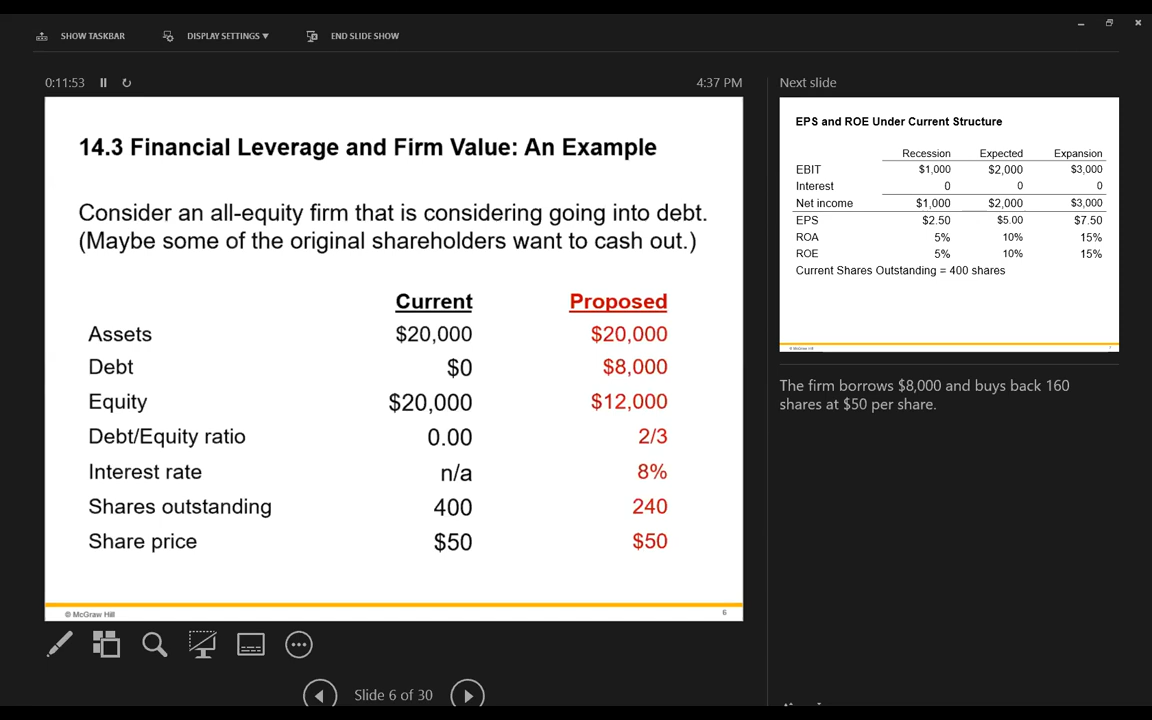 SHOW TASKBAR DISPLAY SETTINGS ▾ END SLIDE SHOW
0:11:53 4:37 PM
14.3 Financial Leverage and Firm Value: An Example
Consider an all-equity firm that is considering going into debt.
(Maybe some of the original shareholders want to cash out.)
Current Proposed
Assets $20,000 $20,000
Debt $0 $8,000
Equity $20,000 $12,000
Debt/Equity ratio 0.00 2/3
Interest rate n/a 8%
Shares outstanding 400 240
Share price $50 $50
© McGraw Hill 6
Slide 6 of 30
Next slide
EPS and ROE Under Current Structure
Recession Expected Expansion
EBIT $1,000 $2,000 $3,000
Interest 0 0 0
Net income $1,000 $2,000 $3,000
EPS $2.50 $5.00 $7.50
ROA 5% 10% 15%
ROE 5% 10% 15%
Current Shares Outstanding = 400 shares
© McGraw Hill
The firm borrows $8,000 and buys back 160
shares at $50 per share.